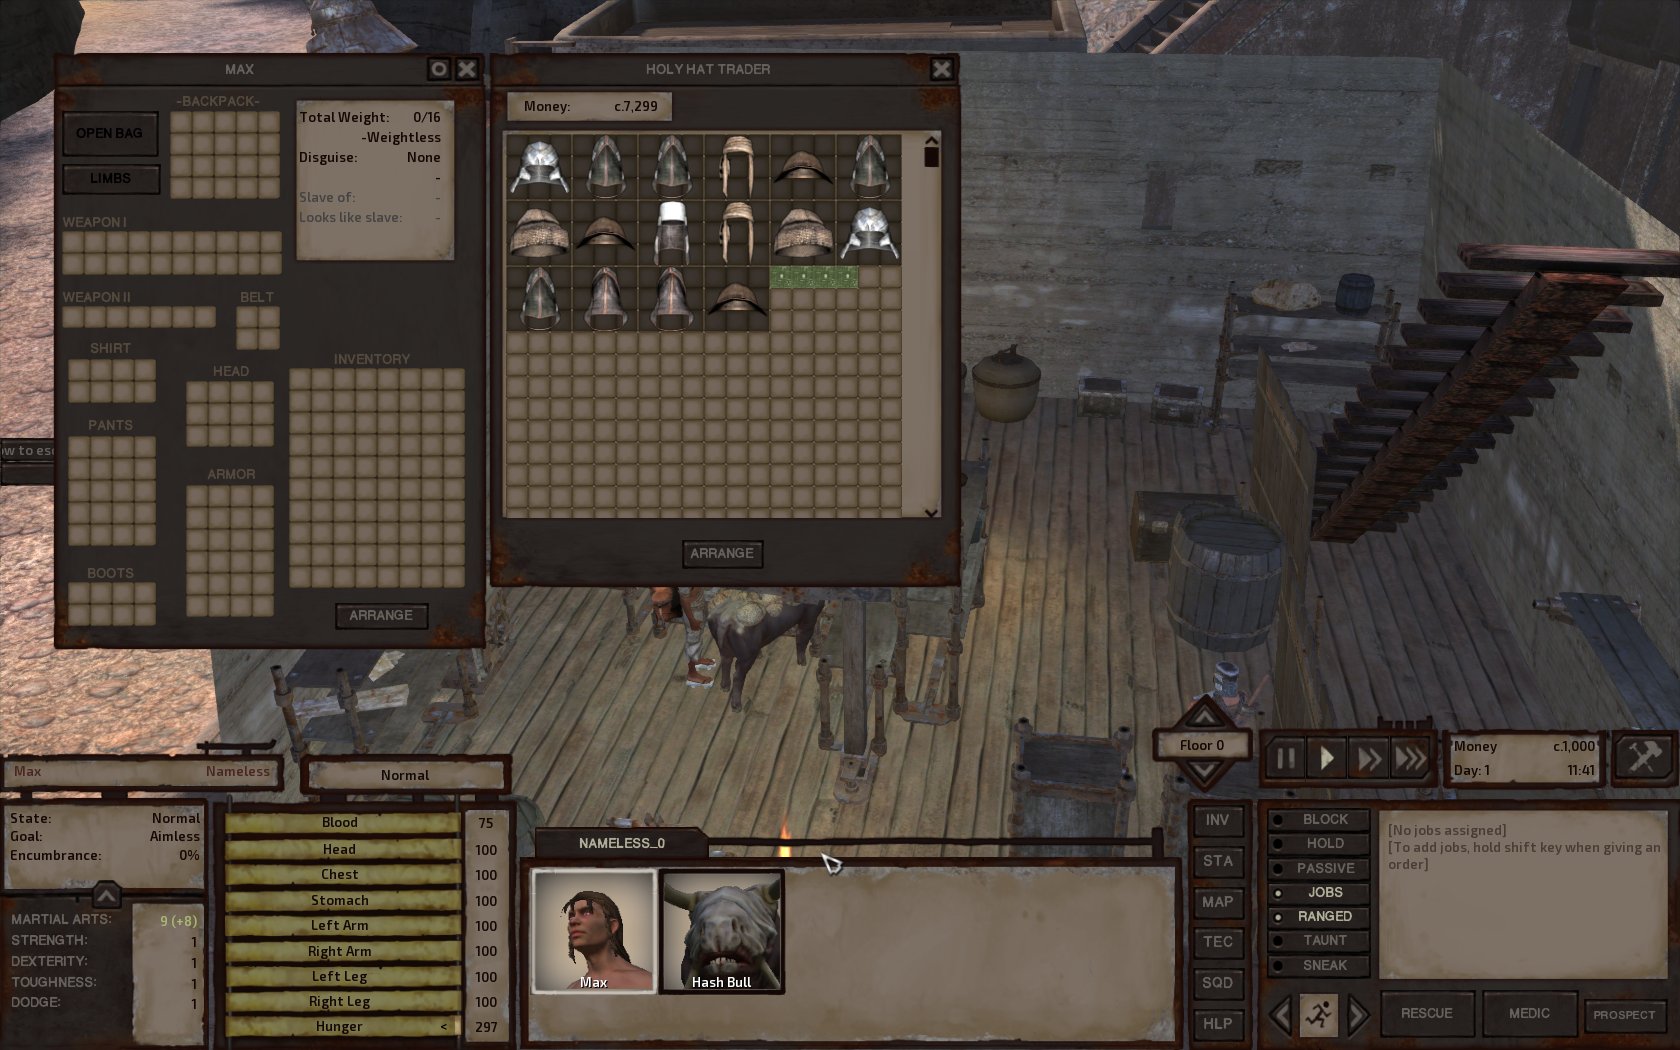 MAX
-BACKPACK-
OPEN BAG
LIMBS
Total Weight: 0/16
-Weightless
Disguise: None
-
Slave of: -
Looks like slave: -
WEAPON I
WEAPON II
BELT
SHIRT
HEAD
INVENTORY
PANTS
ARMOR
BOOTS
ARRANGE
HOLY HAT TRADER
Money: c.7,299
ARRANGE
ow to esc
Max Nameless
Normal
State: Normal
Goal: Aimless
Encumbrance: 0%
MARTIAL ARTS: 9 (+8)
STRENGTH: 1
DEXTERITY: 1
TOUGHNESS: 1
DODGE: 1
Blood 75
Head 100
Chest 100
Stomach 100
Left Arm 100
Right Arm 100
Left Leg 100
Right Leg 100
Hunger < 297
NAMELESS_0
Max
Hash Bull
Floor 0
Money c.1,000
Day: 1 11:41
INV
STA
MAP
TEC
SQD
HLP
BLOCK
HOLD
PASSIVE
JOBS
RANGED
TAUNT
SNEAK
[No jobs assigned]
[To add jobs, hold shift key when giving an
order]
RESCUE
MEDIC
PROSPECT